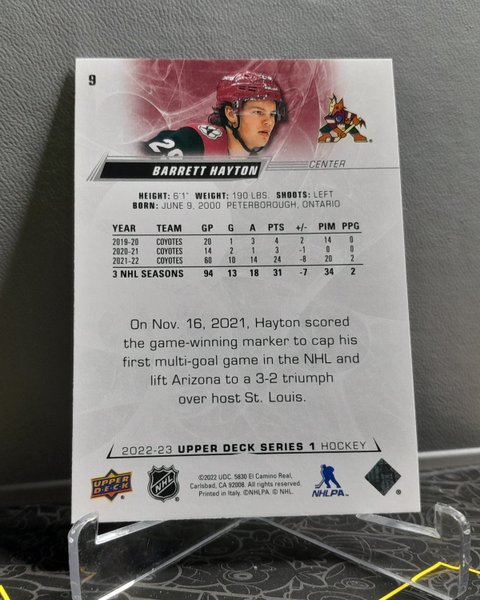 9
29
BARRETT HAYTON
CENTER
HEIGHT: 6'1" WEIGHT: 190 LBS. SHOOTS: LEFT
BORN: JUNE 9, 2000 PETERBOROUGH, ONTARIO
YEAR TEAM GP G A PTS +/- PIM PPG
2019-20 COYOTES 20 1 3 4 2 14 0
2020-21 COYOTES 14 2 1 3 -1 0 0
2021-22 COYOTES 60 10 14 24 -8 20 2
3 NHL SEASONS 94 13 18 31 -7 34 2
On Nov. 16, 2021, Hayton scored
the game-winning marker to cap his
first multi-goal game in the NHL and
lift Arizona to a 3-2 triumph
over host St. Louis.
2022-23 UPPER DECK SERIES 1 HOCKEY
UPPER DECK
NHL
©2022 UDC. 5830 El Camino Real,
Carlsbad, CA 92008. All rights reserved.
Printed in Italy. ©NHLPA. © NHL.
NHLPA™
®